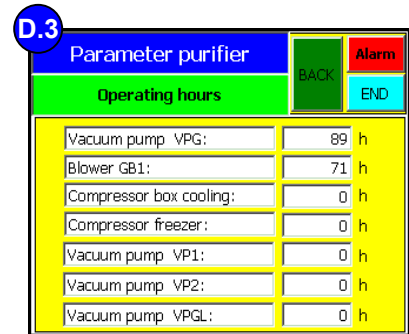 D.3
Parameter purifier
BACK
Alarm
Operating hours
END
Vacuum pump VPG: 89 h
Blower GB1: 71 h
Compressor box cooling: 0 h
Compressor freezer: 0 h
Vacuum pump VP1: 0 h
Vacuum pump VP2: 0 h
Vacuum pump VPGL: 0 h